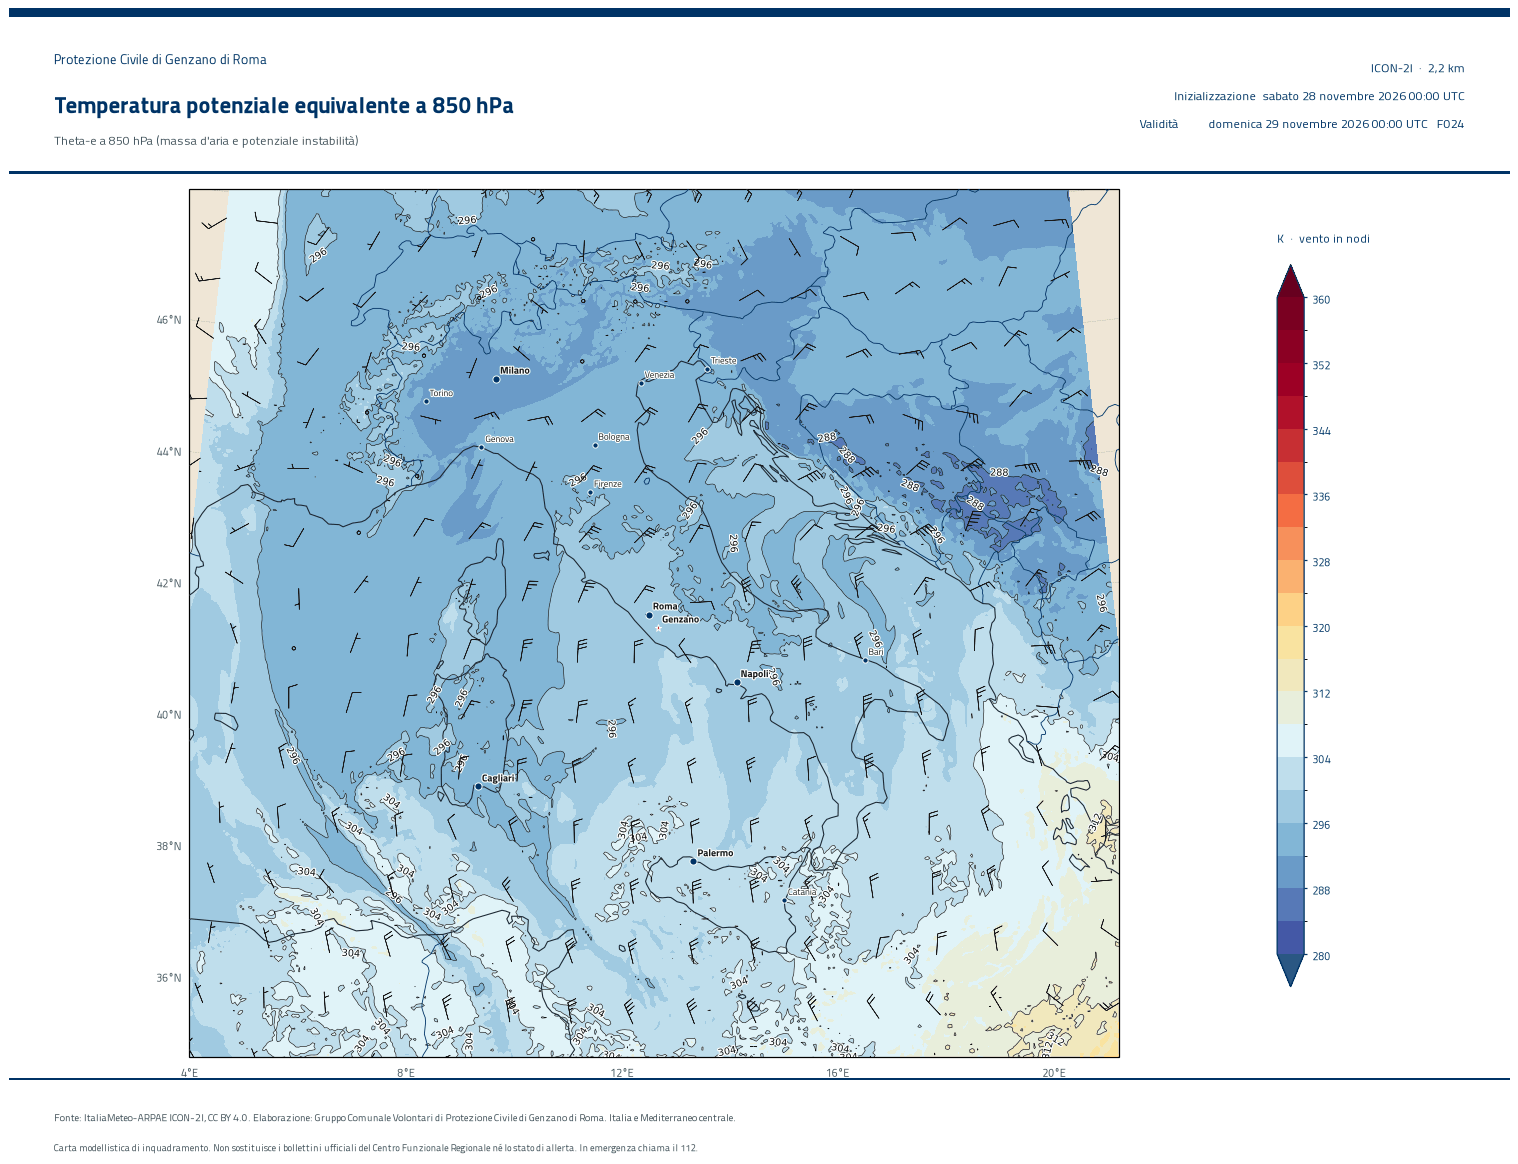 Protezione Civile di Genzano di Roma
Temperatura potenziale equivalente a 850 hPa
Theta-e a 850 hPa (massa d'aria e potenziale instabilità)
ICON-2I · 2,2 km
Inizializzazione sabato 28 novembre 2026 00:00 UTC
Validità domenica 29 novembre 2026 00:00 UTC F024
K · vento in nodi
360
352
344
336
328
320
312
304
296
288
280
46°N
44°N
42°N
40°N
38°N
36°N
4°E
8°E
12°E
16°E
20°E
Milano
Torino
Venezia
Trieste
Genova
Bologna
Firenze
Roma
Genzano
Napoli
Bari
Cagliari
Palermo
Catania
Fonte: ItaliaMeteo-ARPAE ICON-2I, CC BY 4.0. Elaborazione: Gruppo Comunale Volontari di Protezione Civile di Genzano di Roma. Italia e Mediterraneo centrale.
Carta modellistica di inquadramento. Non sostituisce i bollettini ufficiali del Centro Funzionale Regionale né lo stato di allerta. In emergenza chiama il 112.